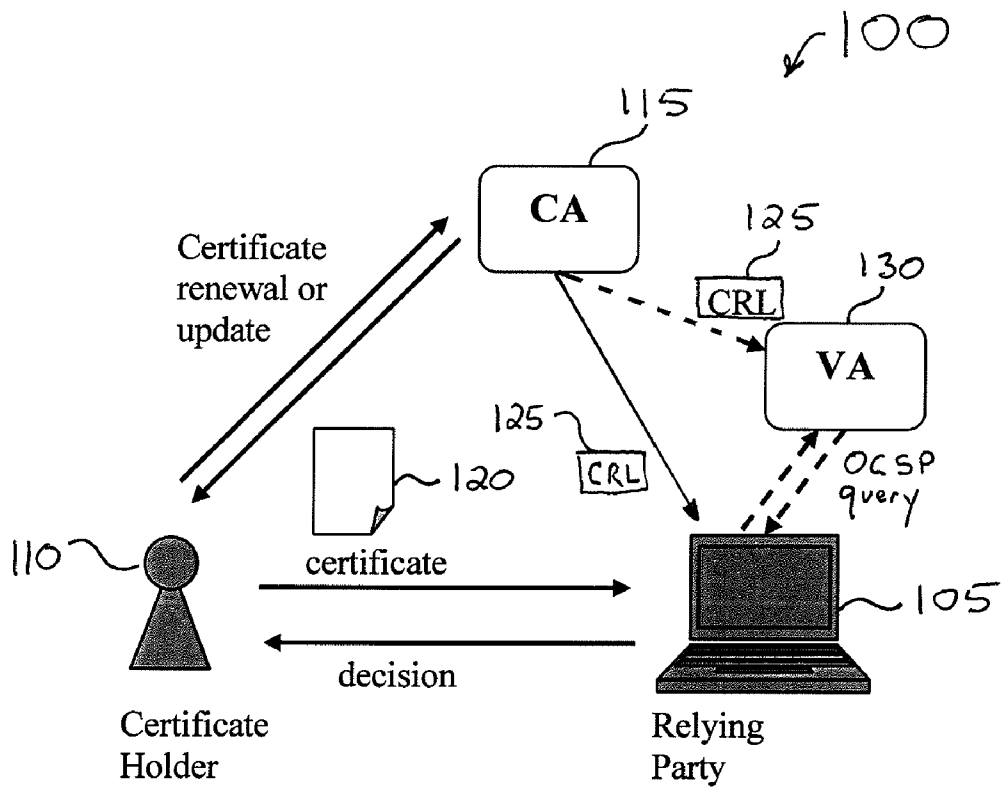 100
115
CA
Certificate
renewal or
update
125
CRL
130
VA
125
CRL
OCSP
query
120
certificate
110
105
decision
Certificate
Holder
Relying
Party